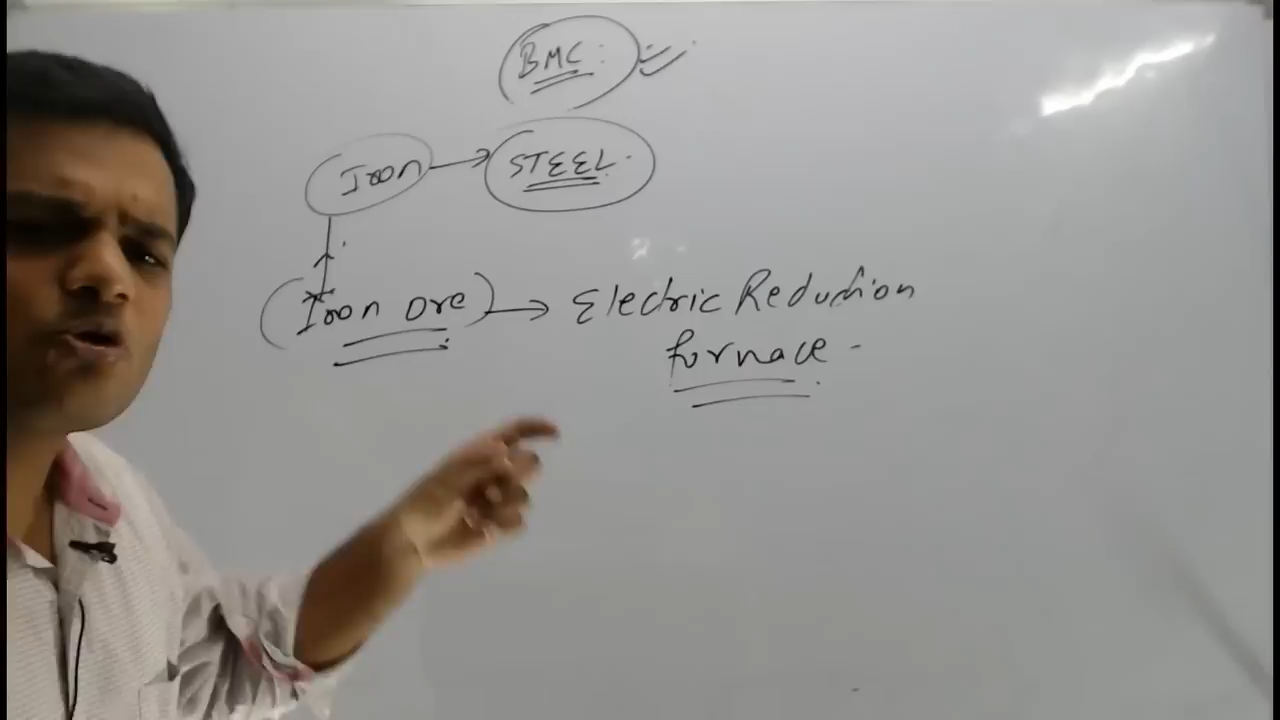 BMC:
Iron → STEEL.
(Iron ore) → Electric Reduction
furnace -